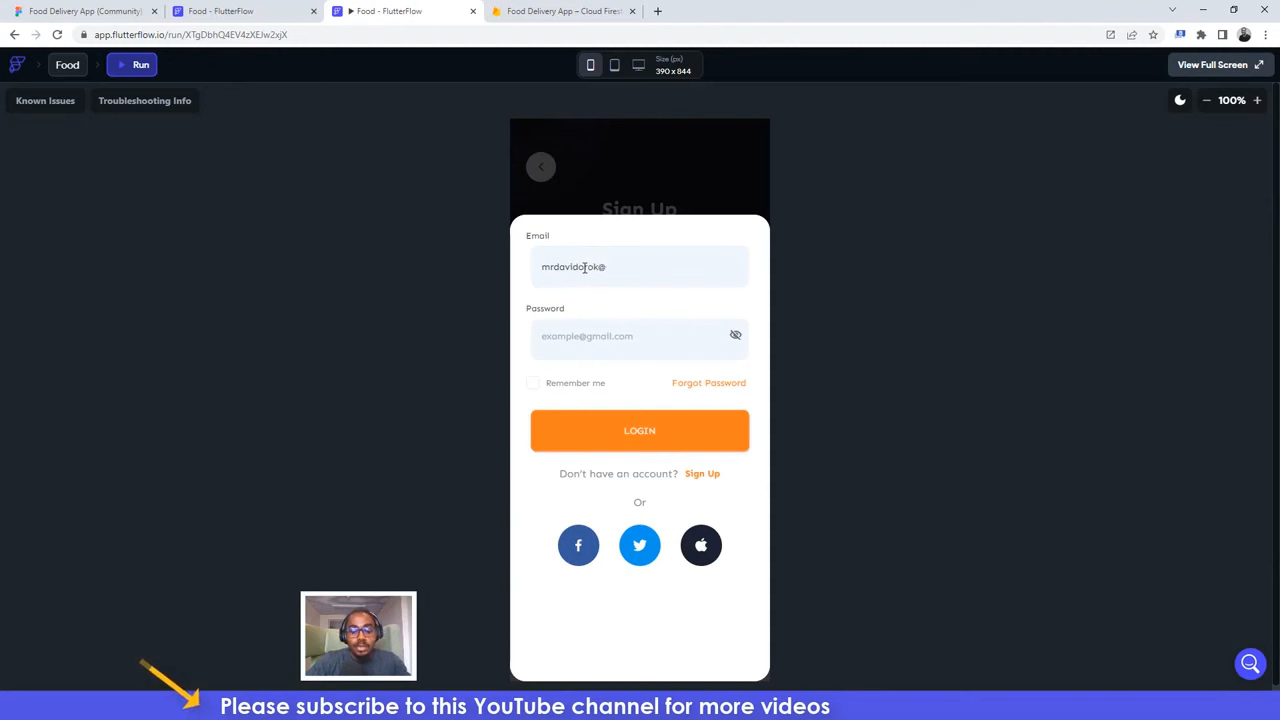 Food Delivery App (Community)
Food - FlutterFlow
Food - FlutterFlow
Food Delivery App – Cloud Firest
app.flutterflow.io/run/XTgDbhQ4EV4zXEJw2xjX
Food
Run
Size (px)
390 x 844
View Full Screen
Known Issues
Troubleshooting Info
100%
Sign Up
Email
mrdavidotok@
Password
example@gmail.com
Remember me
Forgot Password
LOGIN
Don't have an account? Sign Up
Or
Please subscribe to this YouTube channel for more videos